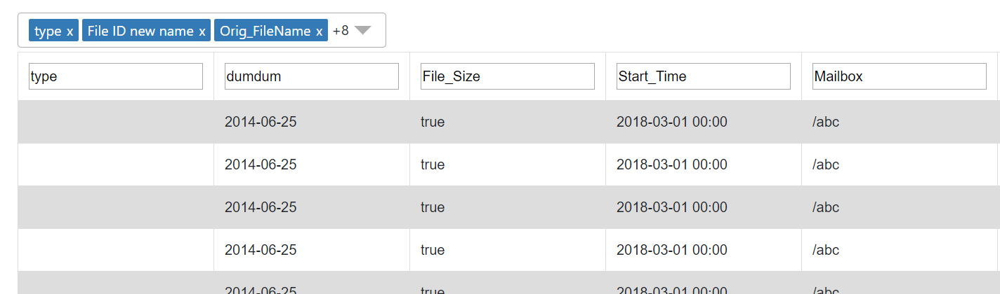 type x File ID new name x Orig_FileName x +8
type dumdum File_Size Start_Time Mailbox
2014-06-25 true 2018-03-01 00:00 /abc
2014-06-25 true 2018-03-01 00:00 /abc
2014-06-25 true 2018-03-01 00:00 /abc
2014-06-25 true 2018-03-01 00:00 /abc
2014-06-25 true 2018-03-01 00:00 /abc